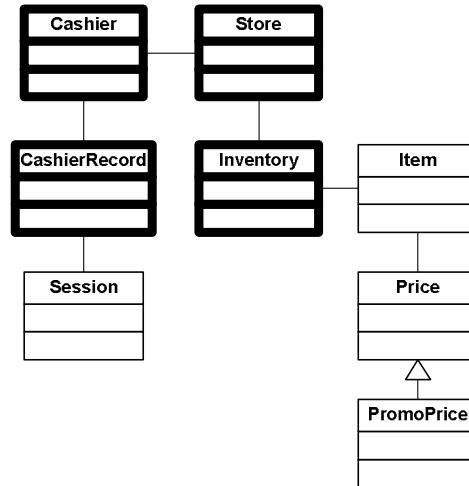 Cashier
Store
CashierRecord
Inventory
Item
Session
Price
PromoPrice